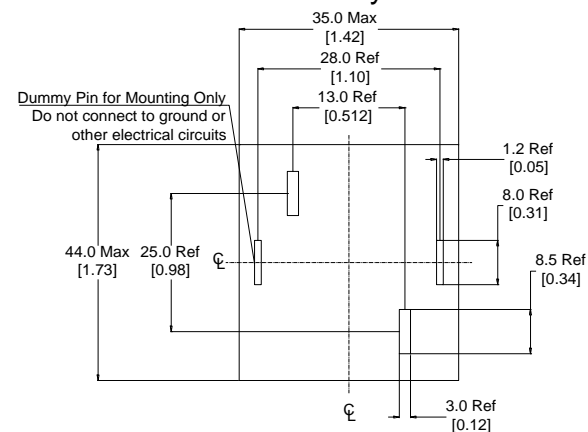 35.0 Max
[1.42]
28.0 Ref
[1.10]
13.0 Ref
[0.512]
Dummy Pin for Mounting Only
Do not connect to ground or
other electrical circuits
1.2 Ref
[0.05]
8.0 Ref
[0.31]
44.0 Max
[1.73]
25.0 Ref
[0.98]
℄
8.5 Ref
[0.34]
℄
3.0 Ref
[0.12]